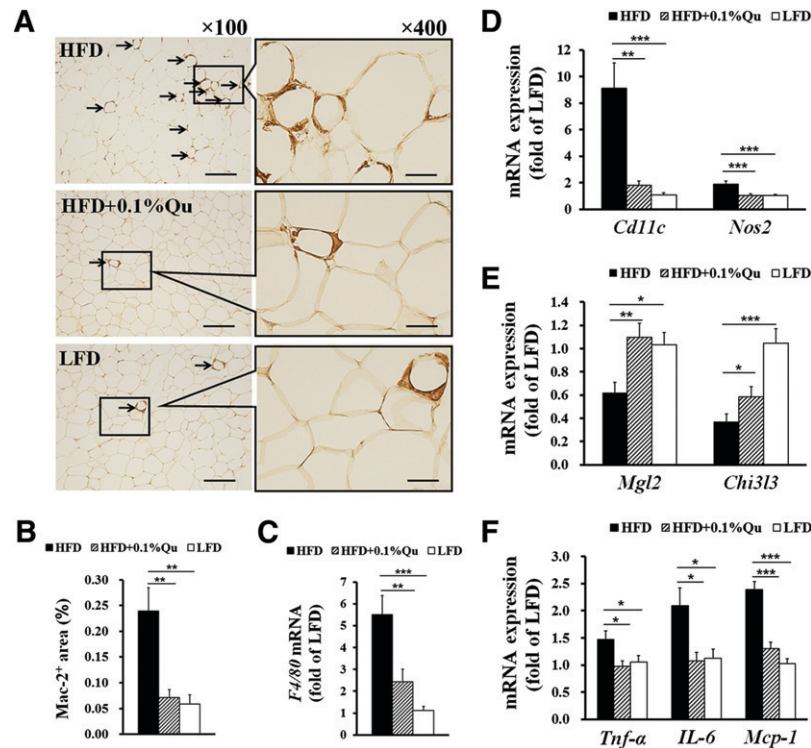 A
×100
×400
HFD
HFD+0.1%Qu
LFD
B
HFD HFD+0.1%Qu LFD
Mac-2⁺ area (%)
0.30
0.25
0.20
0.15
0.10
0.05
0.00
**
**
C
HFD HFD+0.1%Qu LFD
F4/80 mRNA
(fold of LFD)
7
6
5
4
3
2
1
0
***
**
D
HFD HFD+0.1%Qu LFD
mRNA expression
(fold of LFD)
12
10
8
6
4
2
0
***
**
***
***
Cd11c Nos2
E
HFD HFD+0.1%Qu LFD
mRNA expression
(fold of LFD)
1.4
1.2
1.0
0.8
0.6
0.4
0.2
0.0
*
**
***
*
Mgl2 Chi3l3
F
HFD HFD+0.1%Qu LFD
mRNA expression
(fold of LFD)
3.0
2.5
2.0
1.5
1.0
0.5
0.0
*
*
*
*
***
***
Tnf-α IL-6 Mcp-1